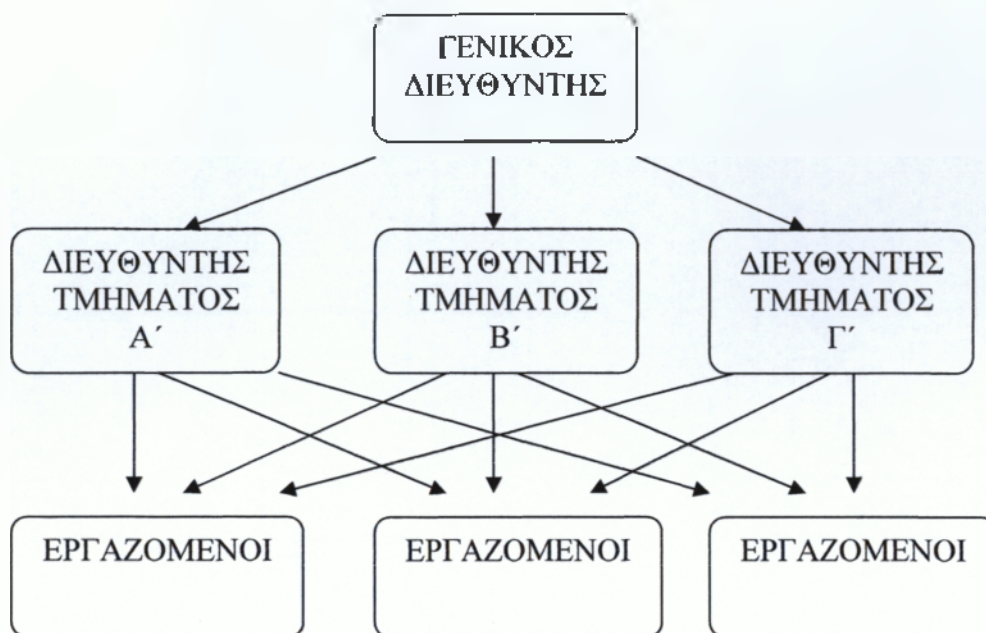 ΓΕΝΙΚΟΣ
ΔΙΕΥΘΥΝΤΗΣ
ΔΙΕΥΘΥΝΤΗΣ
ΤΜΗΜΑΤΟΣ
Α΄
ΔΙΕΥΘΥΝΤΗΣ
ΤΜΗΜΑΤΟΣ
Β΄
ΔΙΕΥΘΥΝΤΗΣ
ΤΜΗΜΑΤΟΣ
Γ΄
ΕΡΓΑΖΟΜΕΝΟΙ
ΕΡΓΑΖΟΜΕΝΟΙ
ΕΡΓΑΖΟΜΕΝΟΙ